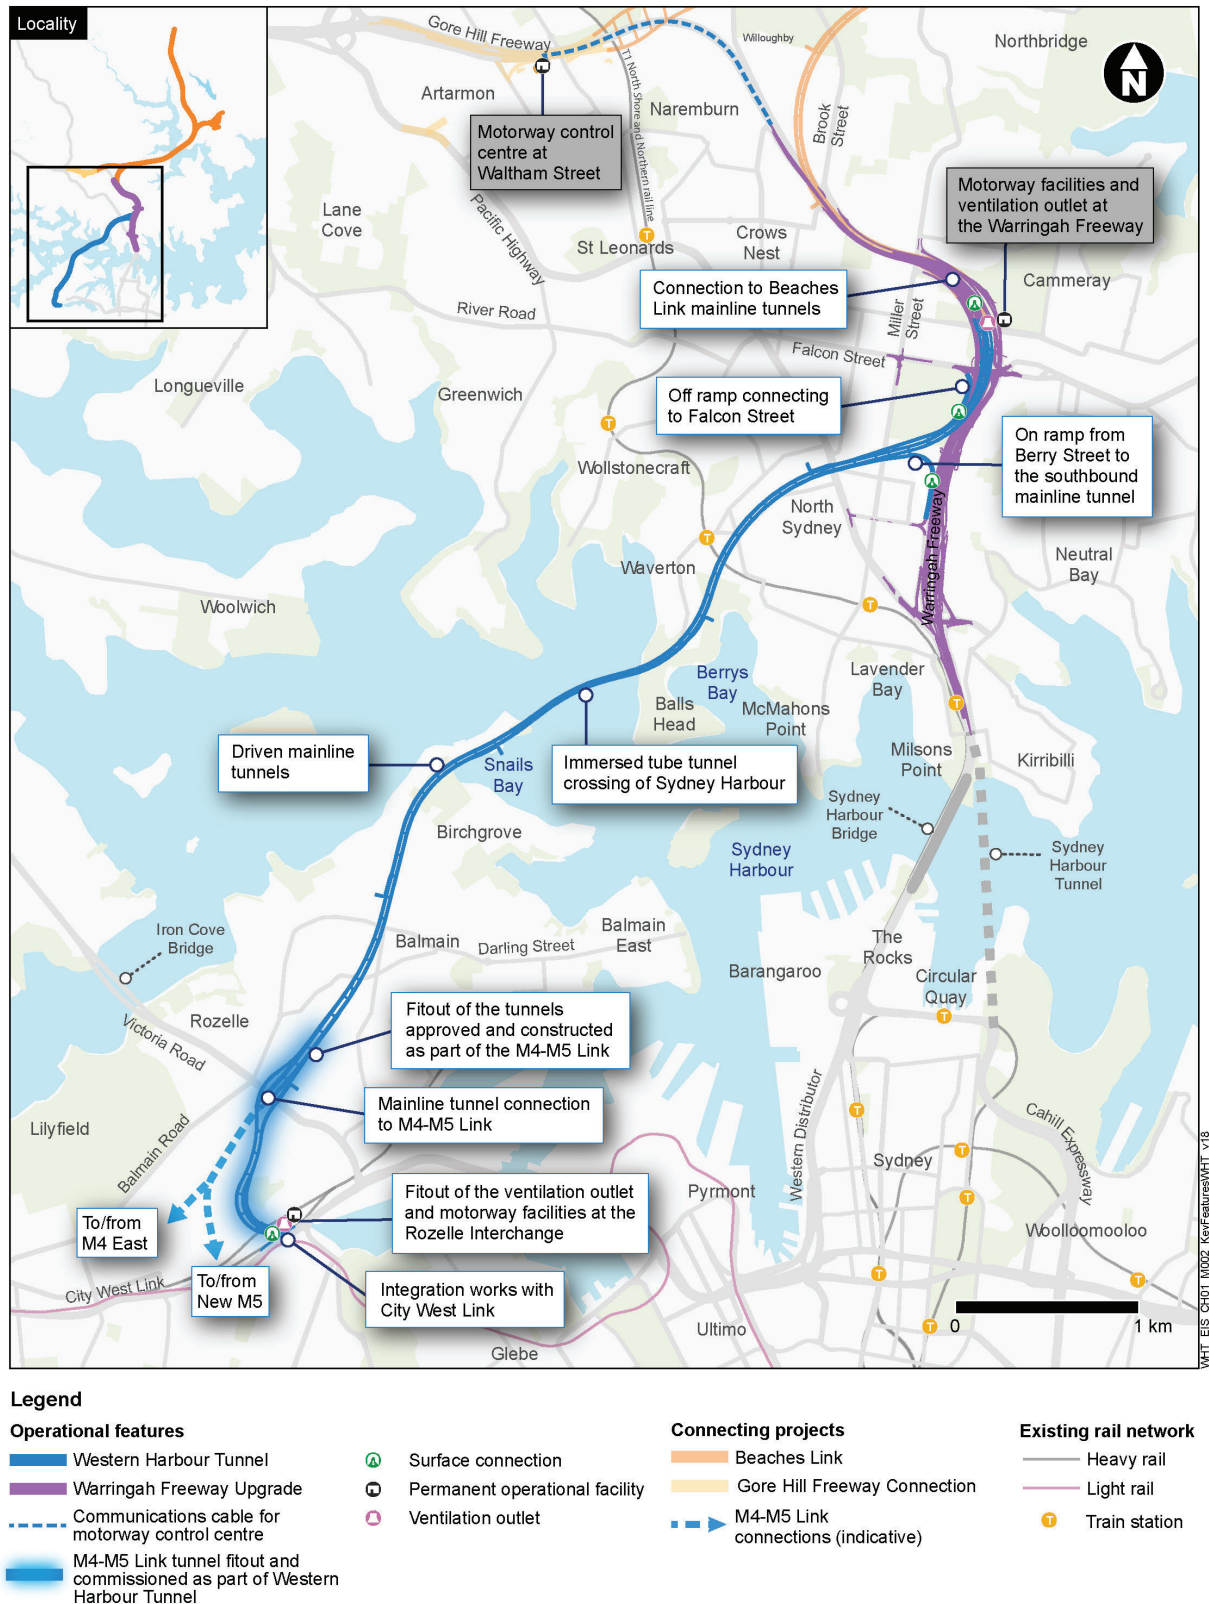 Locality
Gore Hill Freeway
Willoughby
Northbridge
N
Artarmon
T1 North Shore and Northern rail line
Naremburn
Brook
Street
Motorway control
centre at
Waltham Street
Motorway facilities and
ventilation outlet at
the Warringah Freeway
Lane
Cove
Pacific Highway
St Leonards
Crows
Nest
Cammeray
Connection to Beaches
Link mainline tunnels
River Road
Miller
Street
Falcon Street
Longueville
Greenwich
Off ramp connecting
to Falcon Street
On ramp from
Berry Street to
the southbound
mainline tunnel
Wollstonecraft
North
Sydney
Warringah Freeway
Waverton
Neutral
Bay
Woolwich
Berrys
Bay
Lavender
Bay
Balls
Head
McMahons
Point
Driven mainline
tunnels
Snails
Bay
Immersed tube tunnel
crossing of Sydney Harbour
Milsons
Point
Kirribilli
Sydney
Harbour
Bridge
Birchgrove
Sydney
Harbour
Sydney
Harbour
Tunnel
Iron Cove
Bridge
Balmain
Darling Street
Balmain
East
The
Rocks
Barangaroo
Circular
Quay
Rozelle
Victoria Road
Fitout of the tunnels
approved and constructed
as part of the M4-M5 Link
Mainline tunnel connection
to M4-M5 Link
Lilyfield
Balmain Road
Western Distributor
Cahill Expressway
Sydney
Pyrmont
Fitout of the ventilation outlet
and motorway facilities at the
Rozelle Interchange
To/from
M4 East
Woolloomooloo
City West Link
To/from
New M5
Integration works with
City West Link
Ultimo
Glebe
0
1 km
WHT_EIS_CH01_M002_KeyFeaturesWHT_v18
Legend
Operational features
Western Harbour Tunnel
Warringah Freeway Upgrade
Communications cable for
motorway control centre
M4-M5 Link tunnel fitout and
commissioned as part of Western
Harbour Tunnel
Surface connection
Permanent operational facility
Ventilation outlet
Connecting projects
Beaches Link
Gore Hill Freeway Connection
M4-M5 Link
connections (indicative)
Existing rail network
Heavy rail
Light rail
T Train station